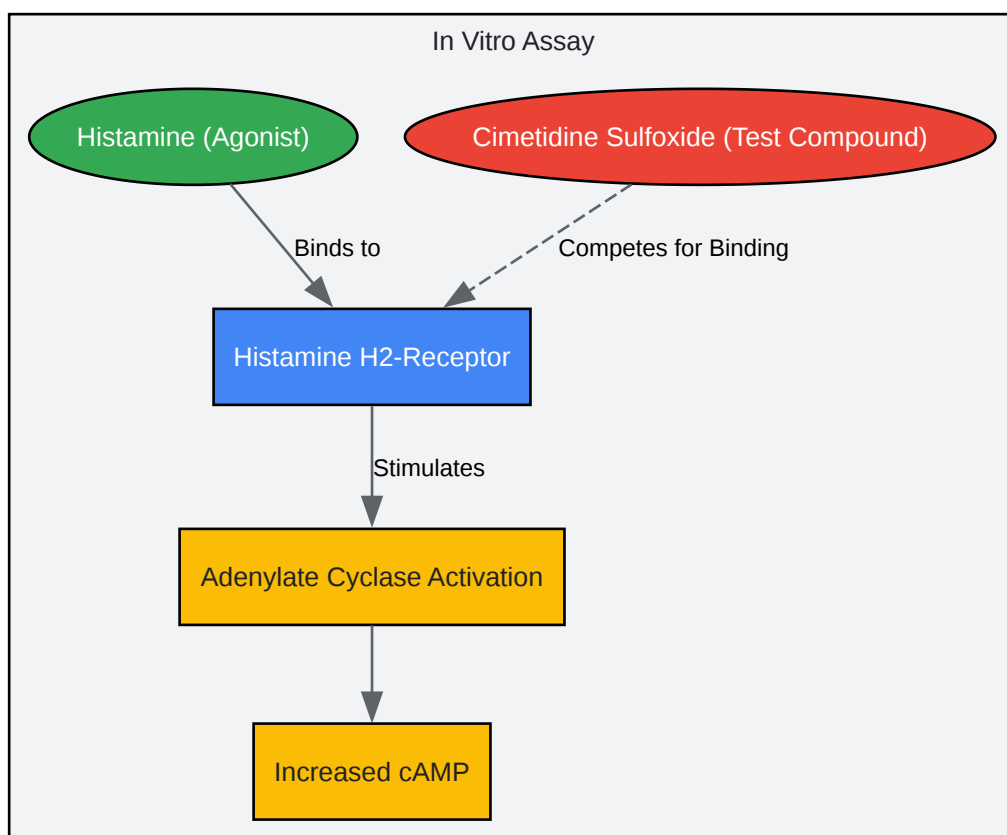 In Vitro Assay
Histamine (Agonist)
Cimetidine Sulfoxide (Test Compound)
Binds to
Competes for Binding
Histamine H2-Receptor
Stimulates
Adenylate Cyclase Activation
Increased cAMP